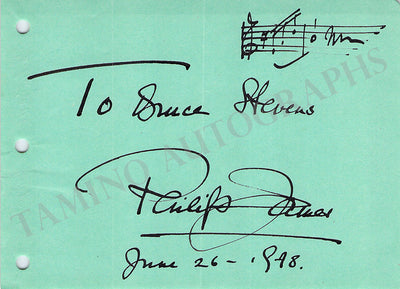 To Bruce Stevens
Philip James
June 26 - 1948.
TAMINO AUTOGRAPHS